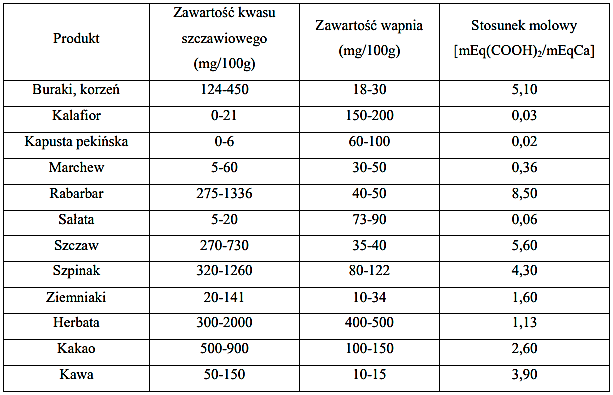 Produkt
Zawartość kwasu
szczawiowego
(mg/100g)
Zawartość wapnia
(mg/100g)
Stosunek molowy
[mEq(COOH)₂/mEqCa]
Buraki, korzeń 124-450 18-30 5,10
Kalafior 0-21 150-200 0,03
Kapusta pekińska 0-6 60-100 0,02
Marchew 5-60 30-50 0,36
Rabarbar 275-1336 40-50 8,50
Sałata 5-20 73-90 0,06
Szczaw 270-730 35-40 5,60
Szpinak 320-1260 80-122 4,30
Ziemniaki 20-141 10-34 1,60
Herbata 300-2000 400-500 1,13
Kakao 500-900 100-150 2,60
Kawa 50-150 10-15 3,90